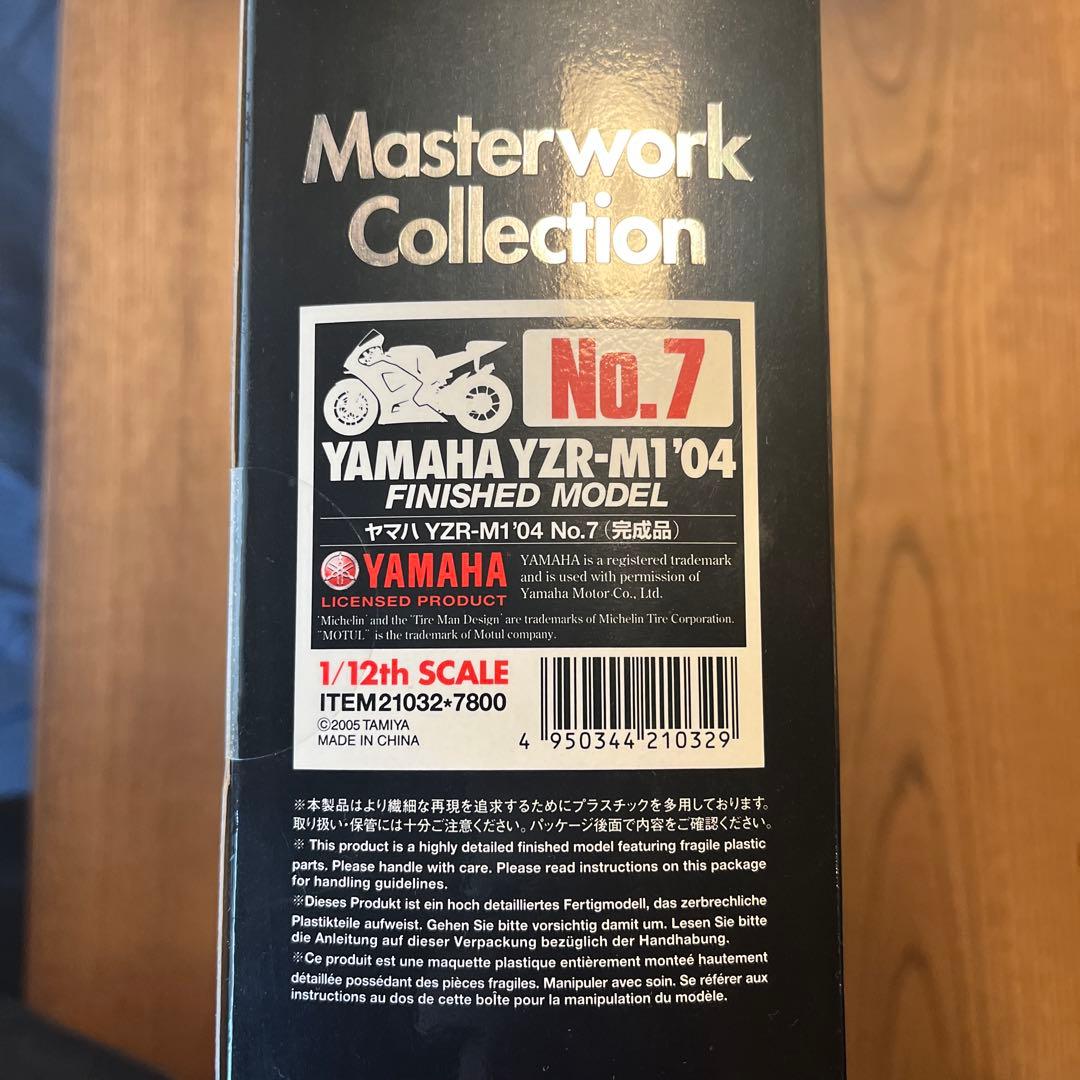 Masterwork
Collection
No.7
YAMAHA YZR-M1'04
FINISHED MODEL
ヤマハ YZR-M1'04 No.7（完成品）
YAMAHA
LICENSED PRODUCT
YAMAHA is a registered trademark
and is used with permission of
Yamaha Motor Co., Ltd.
'Michelin' and the 'Tire Man Design' are trademarks of Michelin Tire Corporation.
"MOTUL" is the trademark of Motul company.
1/12th SCALE
ITEM21032*7800
©2005 TAMIYA
MADE IN CHINA
4 950344 210329
※本製品はより繊細な再現を追求するためにプラスチックを多用しております。
取り扱い・保管には十分ご注意ください。パッケージ後面で内容をご確認ください。
※ This product is a highly detailed finished model featuring fragile plastic
parts. Please handle with care. Please read instructions on this package
for handling guidelines.
※Dieses Produkt ist ein hoch detailliertes Fertigmodell, das zerbrechliche
Plastikteile aufweist. Gehen Sie bitte vorsichtig damit um. Lesen Sie bitte
die Anleitung auf dieser Verpackung bezüglich der Handhabung.
※Ce produit est une maquette plastique entièrement monteé hautement
détaillée possédant des pièces fragiles. Manipuler avec soin. Se référer aux
instructions au dos de cette boîte pour la manipulation du modèle.